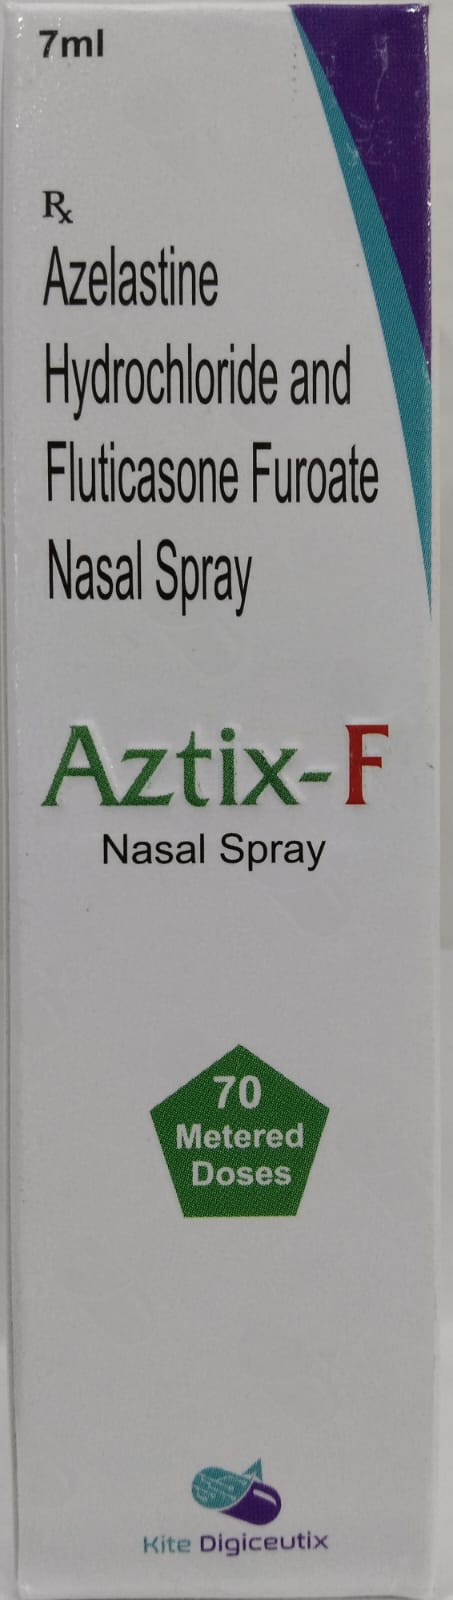 7ml
Rx
Azelastine
Hydrochloride and
Fluticasone Furoate
Nasal Spray
Aztix-F
Nasal Spray
70
Metered
Doses
Kite Digiceutix